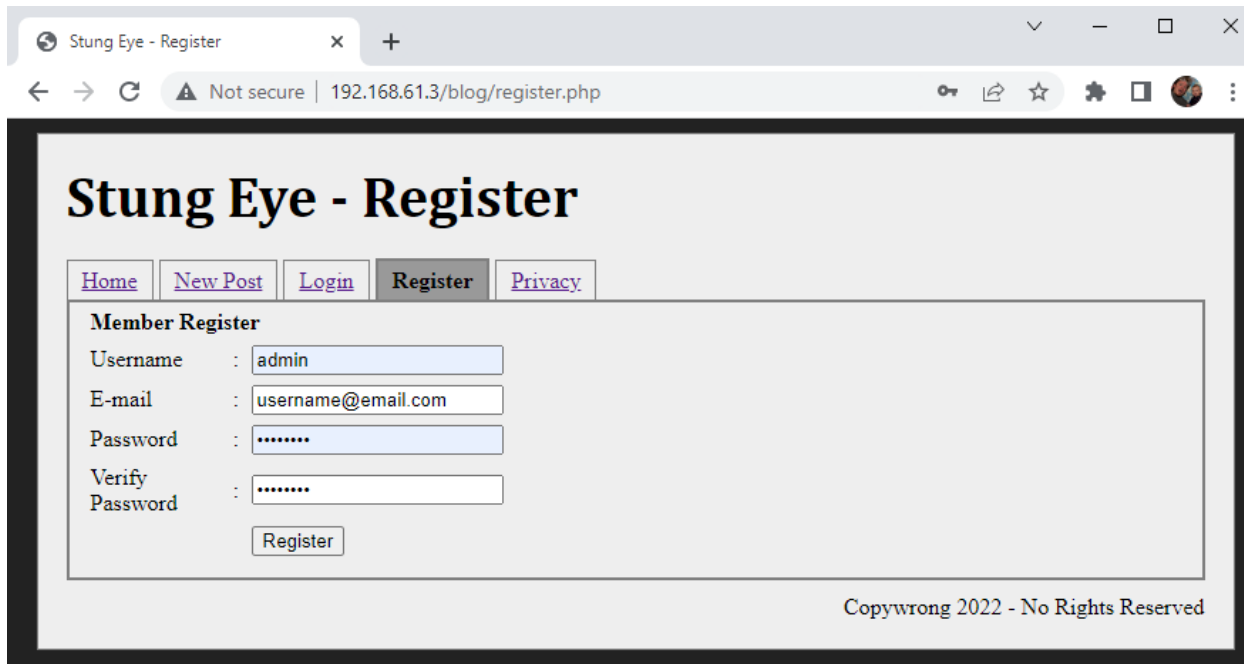 Stung Eye - Register
Not secure | 192.168.61.3/blog/register.php
Stung Eye - Register
Home New Post Login Register Privacy
Member Register
Username : admin
E-mail : username@email.com
Password : ••••••••
Verify
Password : ••••••••
Register
Copywrong 2022 - No Rights Reserved